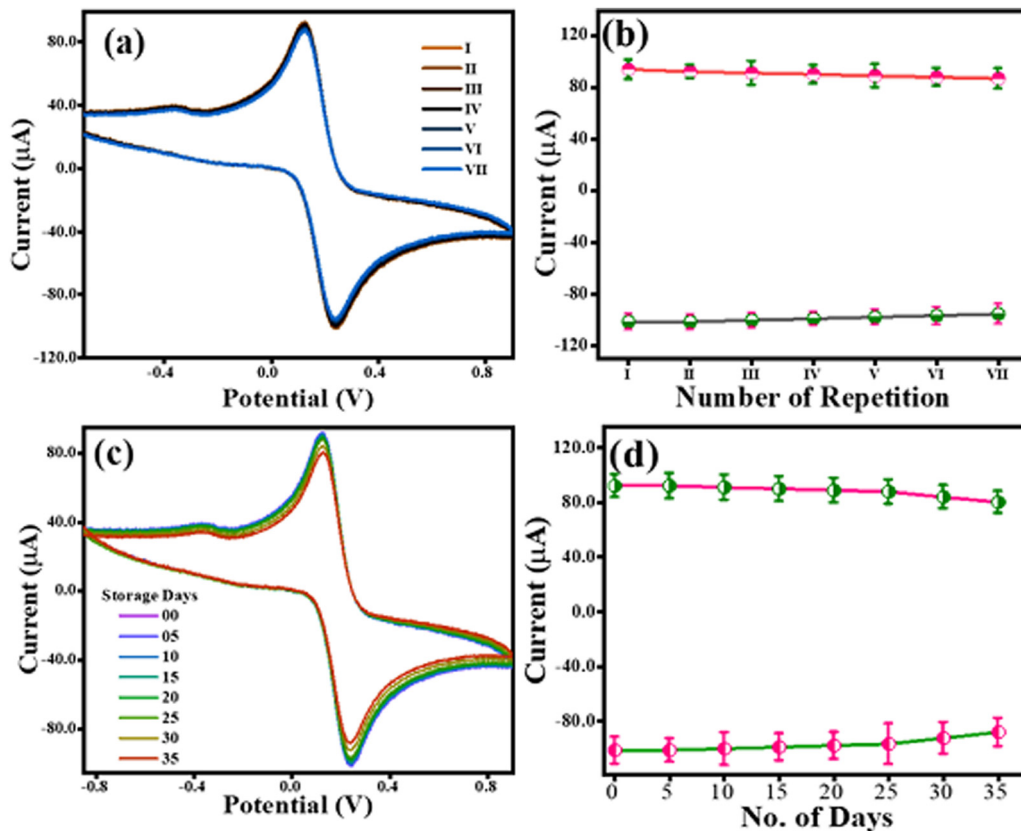 (a)
I
II
III
IV
V
VI
VII
80.0
40.0
0.0
-40.0
-80.0
-120.0
Current (µA)
-0.4 0.0 0.4 0.8
Potential (V)
(b)
120
80
40
0
-40
-80
-120
Current (µA)
I II III IV V VI VII
Number of Repetition
(c)
80.0
40.0
0.0
-40.0
-80.0
Current (µA)
Storage Days
00
05
10
15
20
25
30
35
-0.8 -0.4 0.0 0.4 0.8
Potential (V)
(d)
120.0
80.0
40.0
0.0
-40.0
-80.0
Current (µA)
0 5 10 15 20 25 30 35
No. of Days